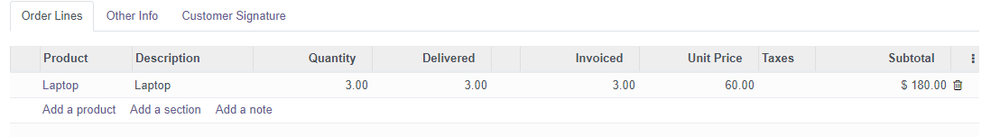 Order Lines Other Info Customer Signature
Product Description Quantity Delivered Invoiced Unit Price Taxes Subtotal
Laptop Laptop 3.00 3.00 3.00 60.00 $ 180.00
Add a product Add a section Add a note